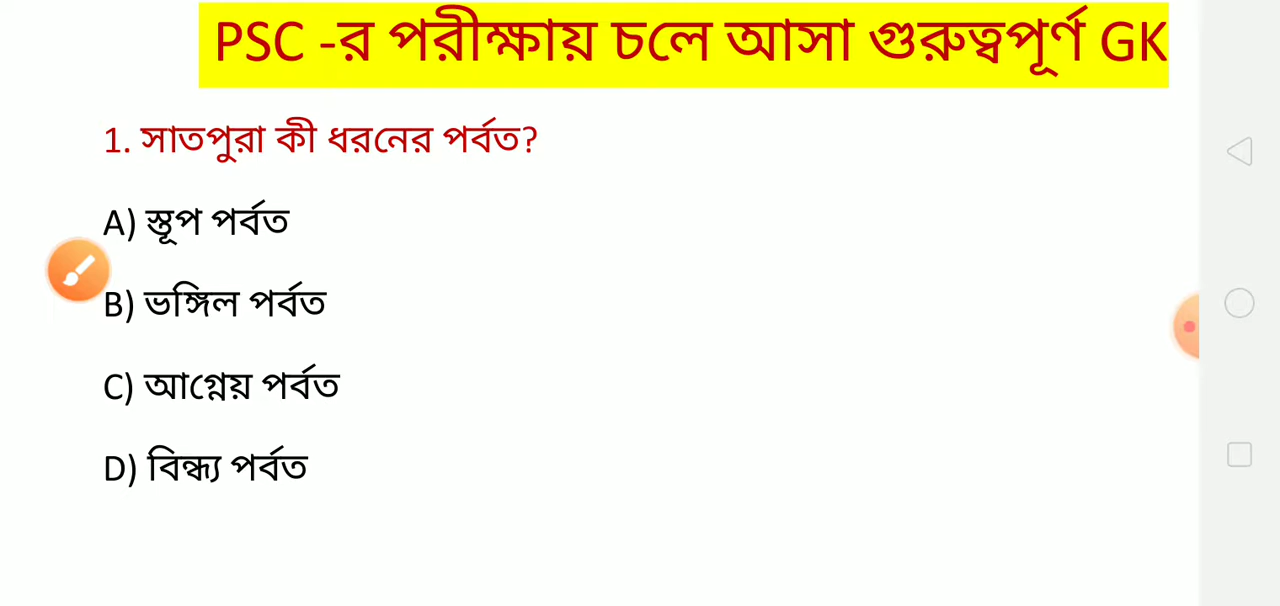 PSC -র পরীক্ষায় চলে আসা গুরুত্বপূর্ণ GK
1. সাতপুরা কী ধরনের পর্বত?
A) স্তূপ পর্বত
B) ভঙ্গিল পর্বত
C) আগ্নেয় পর্বত
D) বিন্ধ্য পর্বত